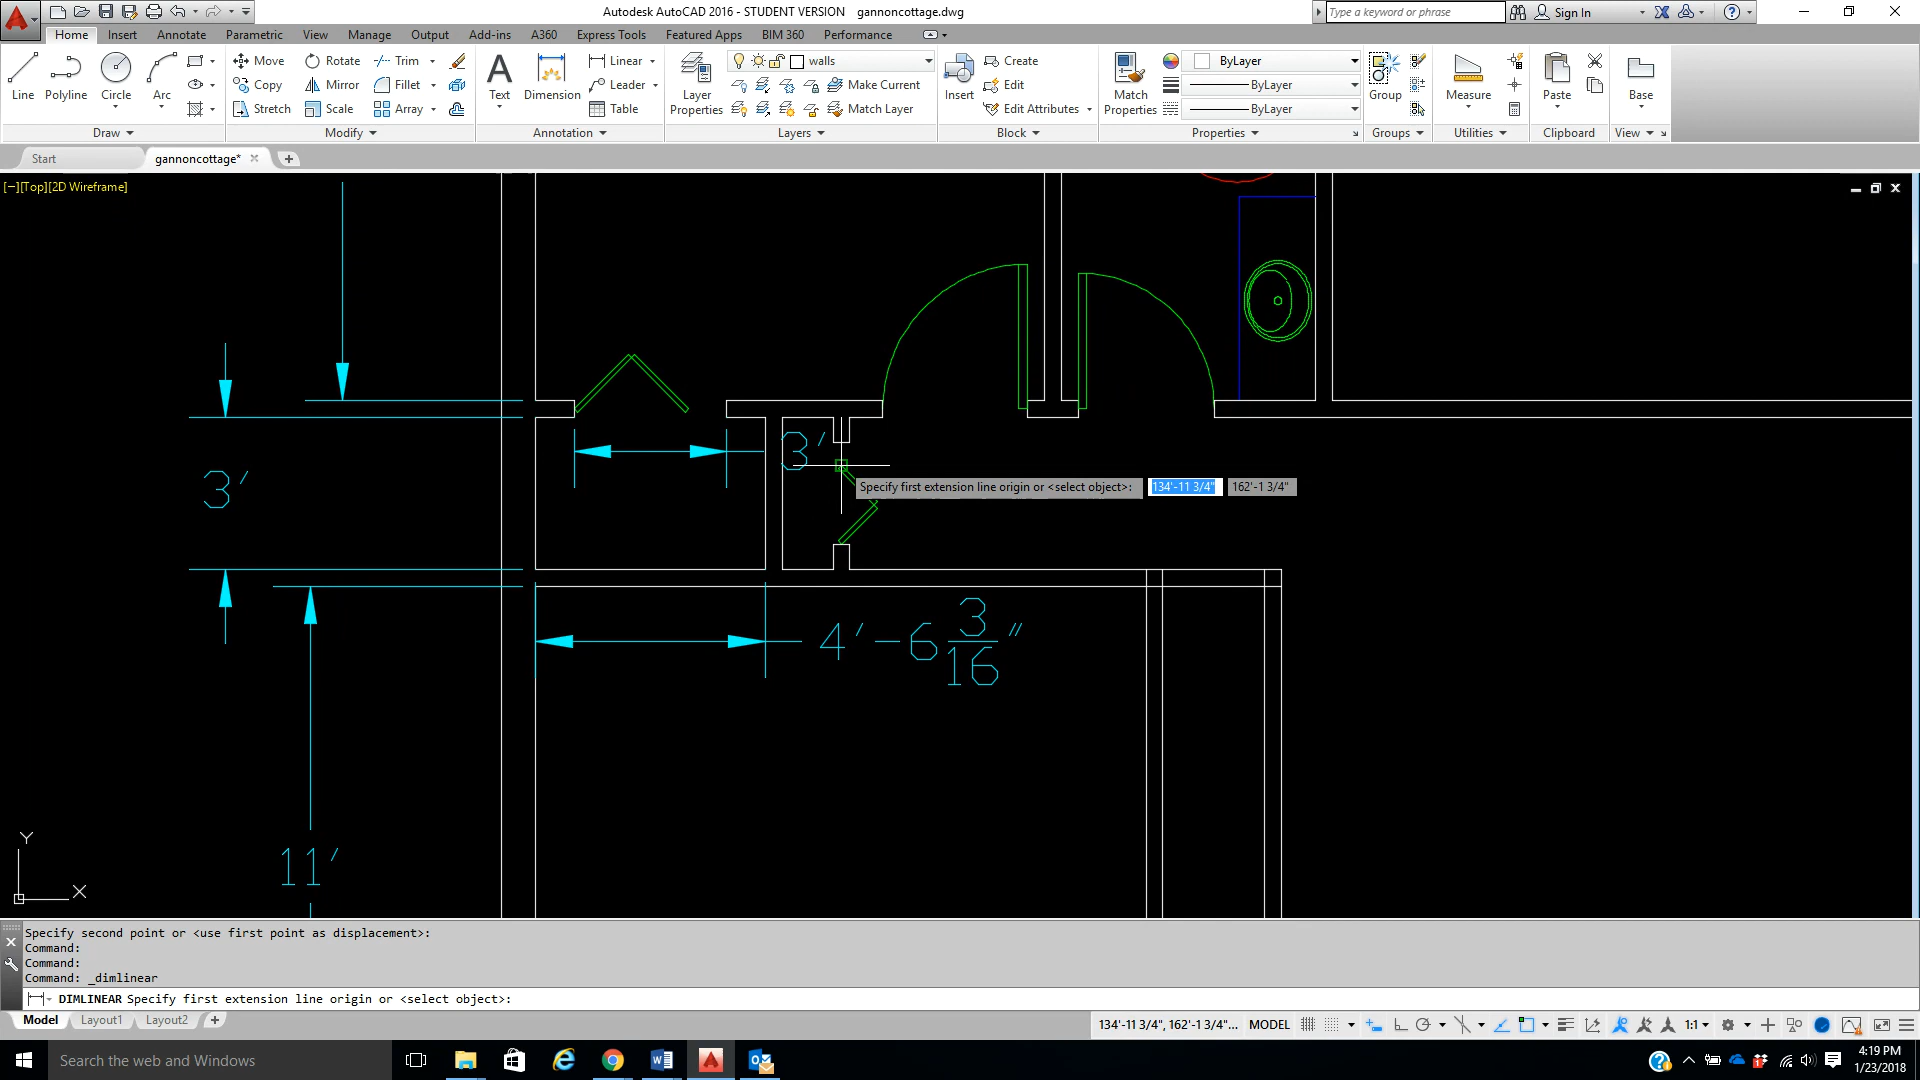 Autodesk AutoCAD 2016 - STUDENT VERSION gannoncottage.dwg
Type a keyword or phrase
Sign In
Home Insert Annotate Parametric View Manage Output Add-ins A360 Express Tools Featured Apps BIM 360 Performance
Line Polyline Circle Arc
Move Rotate Trim
Copy Mirror Fillet
Stretch Scale Array
Text Dimension
Linear
Leader
Table
Layer Properties
walls
Make Current
Match Layer
Insert
Create
Edit
Edit Attributes
Match Properties
ByLayer
ByLayer
ByLayer
Group
Measure
Paste
Base
Draw Modify Annotation Layers Block Properties Groups Utilities Clipboard View
Start gannoncottage*
[−][Top][2D Wireframe]
3'
3'
Specify first extension line origin or <select object>: 134'-11 3/4" 162'-1 3/4"
4'-6 3/16"
11'
Y
X
Specify second point or <use first point as displacement>:
Command:
Command:
Command: _dimlinear
DIMLINEAR Specify first extension line origin or <select object>:
Model Layout1 Layout2
134'-11 3/4", 162'-1 3/4"... MODEL 1:1
Search the web and Windows
4:19 PM
1/23/2018